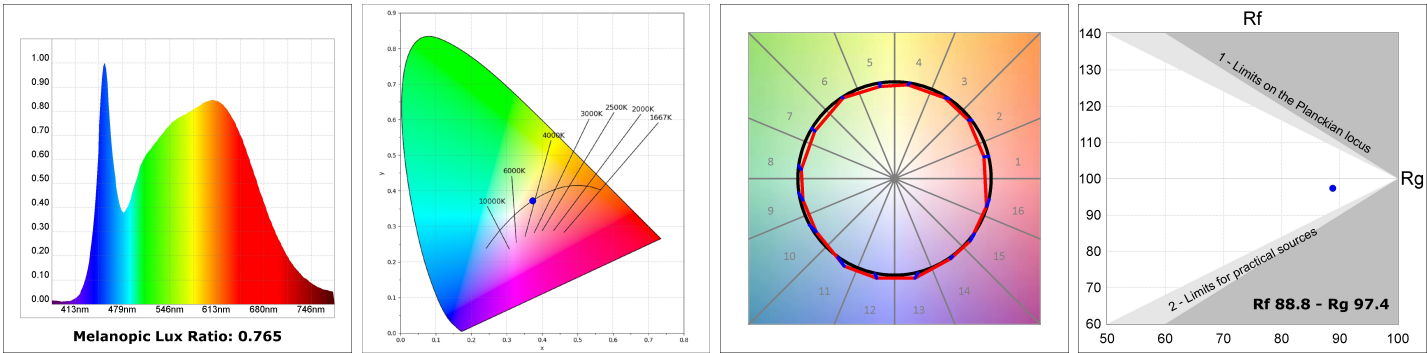 1.00
0.90
0.80
0.70
0.60
0.50
0.40
0.30
0.20
0.10
0.00
413nm 479nm 546nm 613nm 680nm 746nm
Melanopic Lux Ratio: 0.765
0.9
0.8
0.7
0.6
0.5
0.4
0.3
0.2
0.1
0.0
y
0.0 0.1 0.2 0.3 0.4 0.5 0.6 0.7 0.8
x
10000K
6000K
4000K
3000K
2500K
2000K
1667K
1
2
3
4
5
6
7
8
9
10
11
12
13
14
15
16
Rf
140
130
120
110
100
90
80
70
60
50 60 70 80 90 100
Rg
1 - Limits on the Planckian locus
2 - Limits for practical sources
Rf 88.8 - Rg 97.4